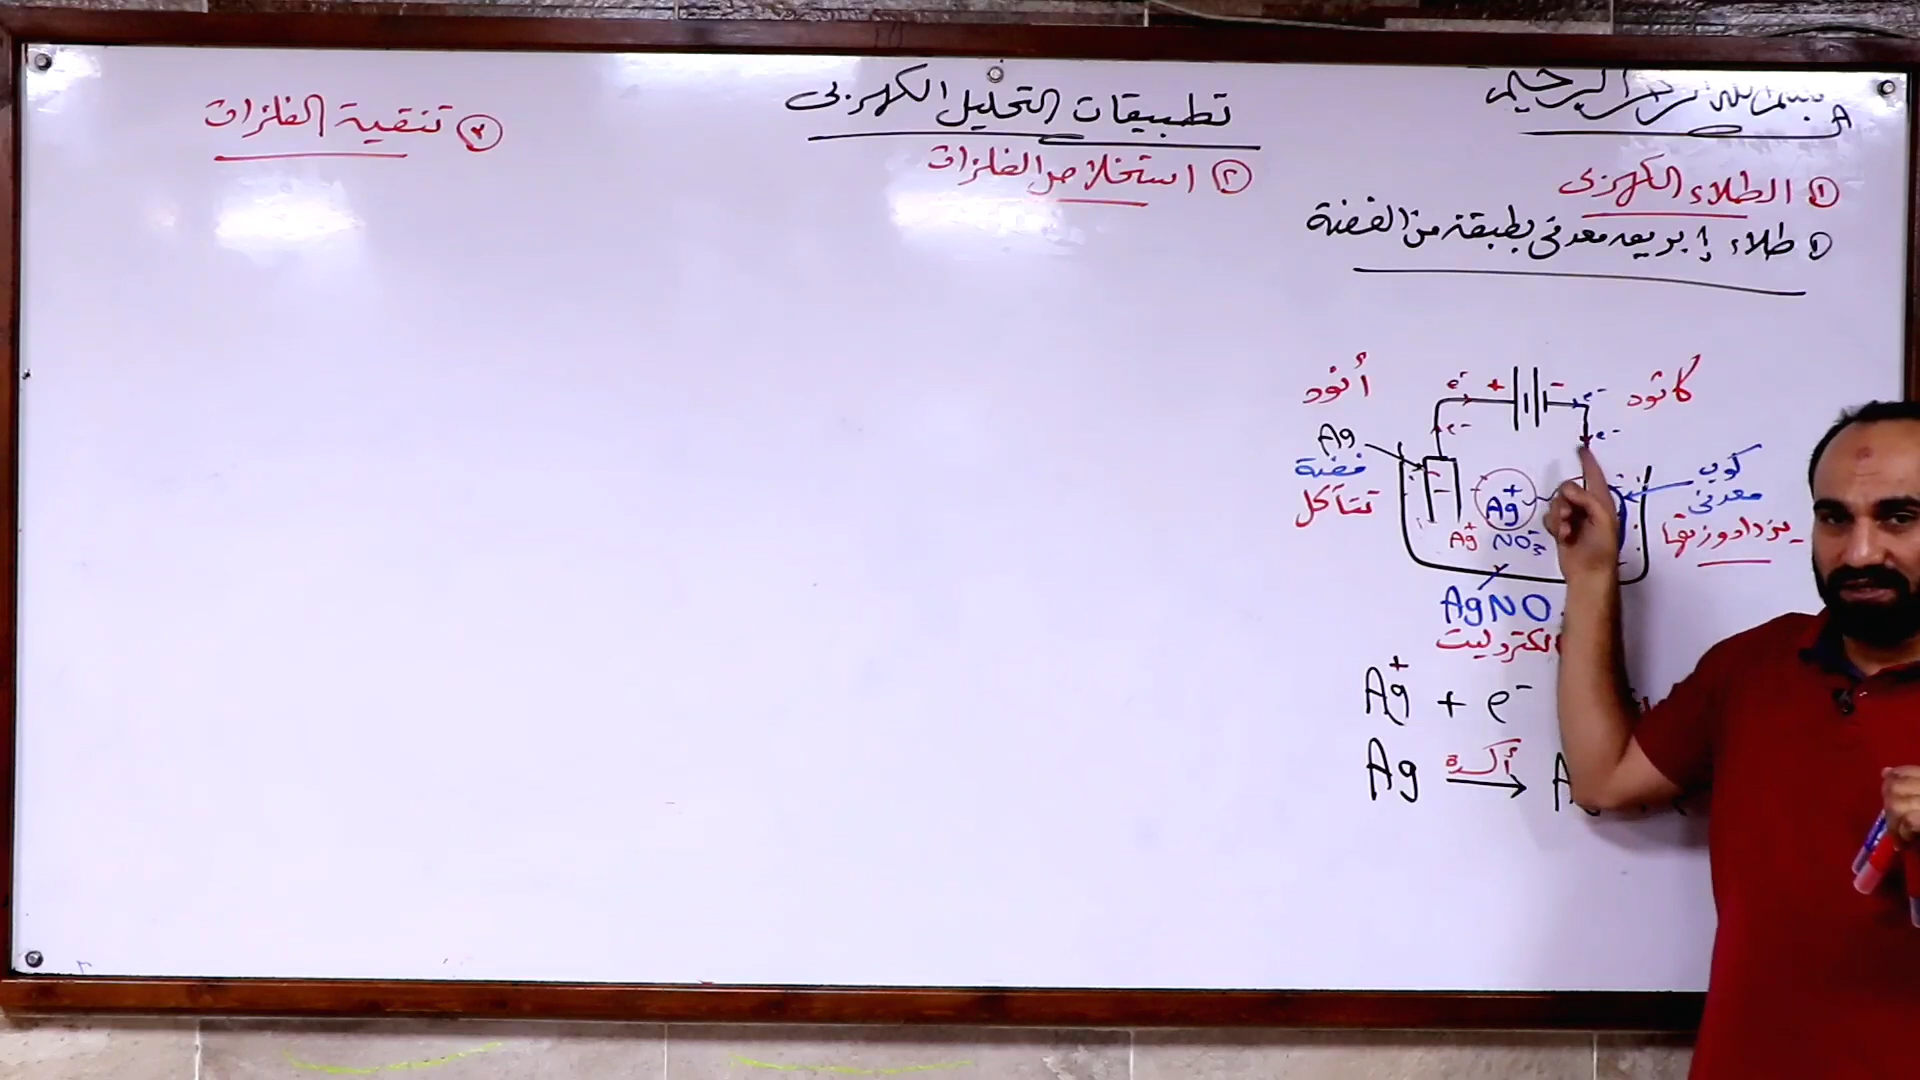 بسم الله الرحمن الرحيم
تطبيقات التحليل الكهربى
① الطلاء الكهربى
② استخلاص الفلزات
③ تنقية الفلزات
① طلاء إبريق معدنى بطبقة من الفضة
أنود
e⁻ + - e⁻
كاثود
e⁻ e⁻
Ag
فضة
تتآكل
كوب
معدنى
يزداد وزنها
Ag⁺
Ag⁺ NO₃⁻
AgNO
الكتروليت
Ag⁺ + e⁻
Ag أكسدة → A